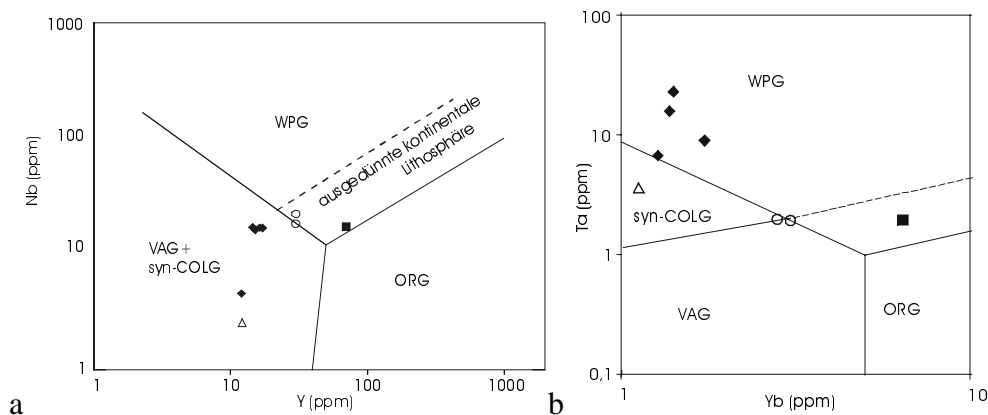 1000
100
10
1
Nb (ppm)
WPG
ausgedünnte kontinentale
Lithosphäre
VAG +
syn-COLG
ORG
1
10
100
1000
Y (ppm)
a
100
10
1
0,1
Ta (ppm)
WPG
syn-COLG
VAG
ORG
1
10
Yb (ppm)
b